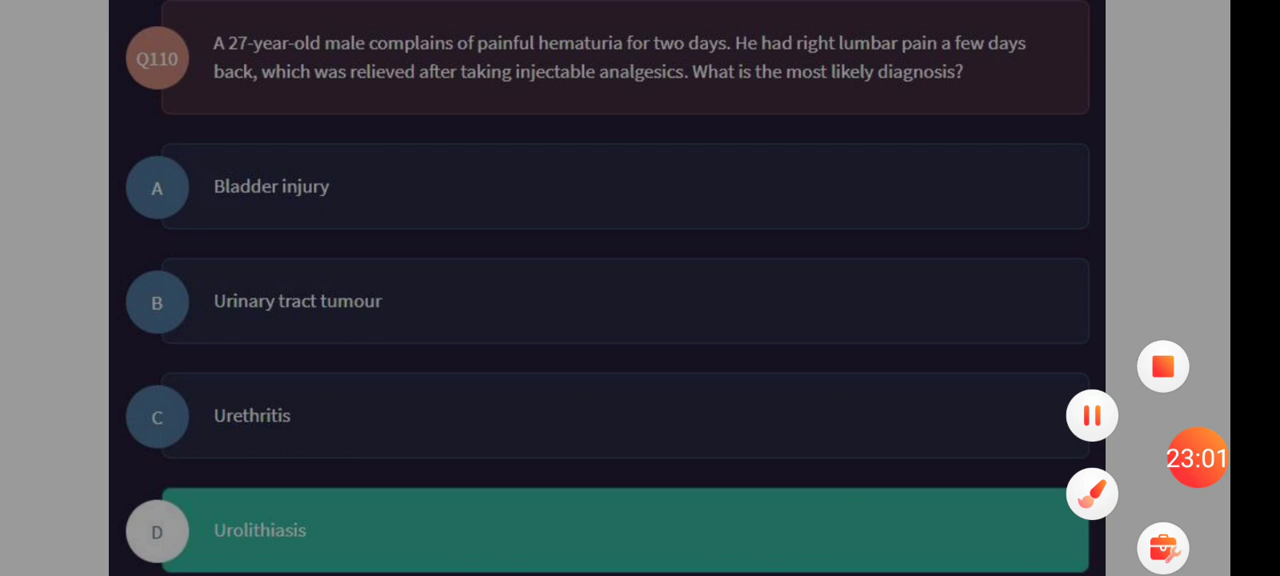 Q110
A 27-year-old male complains of painful hematuria for two days. He had right lumbar pain a few days
back, which was relieved after taking injectable analgesics. What is the most likely diagnosis?
A
Bladder injury
B
Urinary tract tumour
C
Urethritis
23:01
D
Urolithiasis